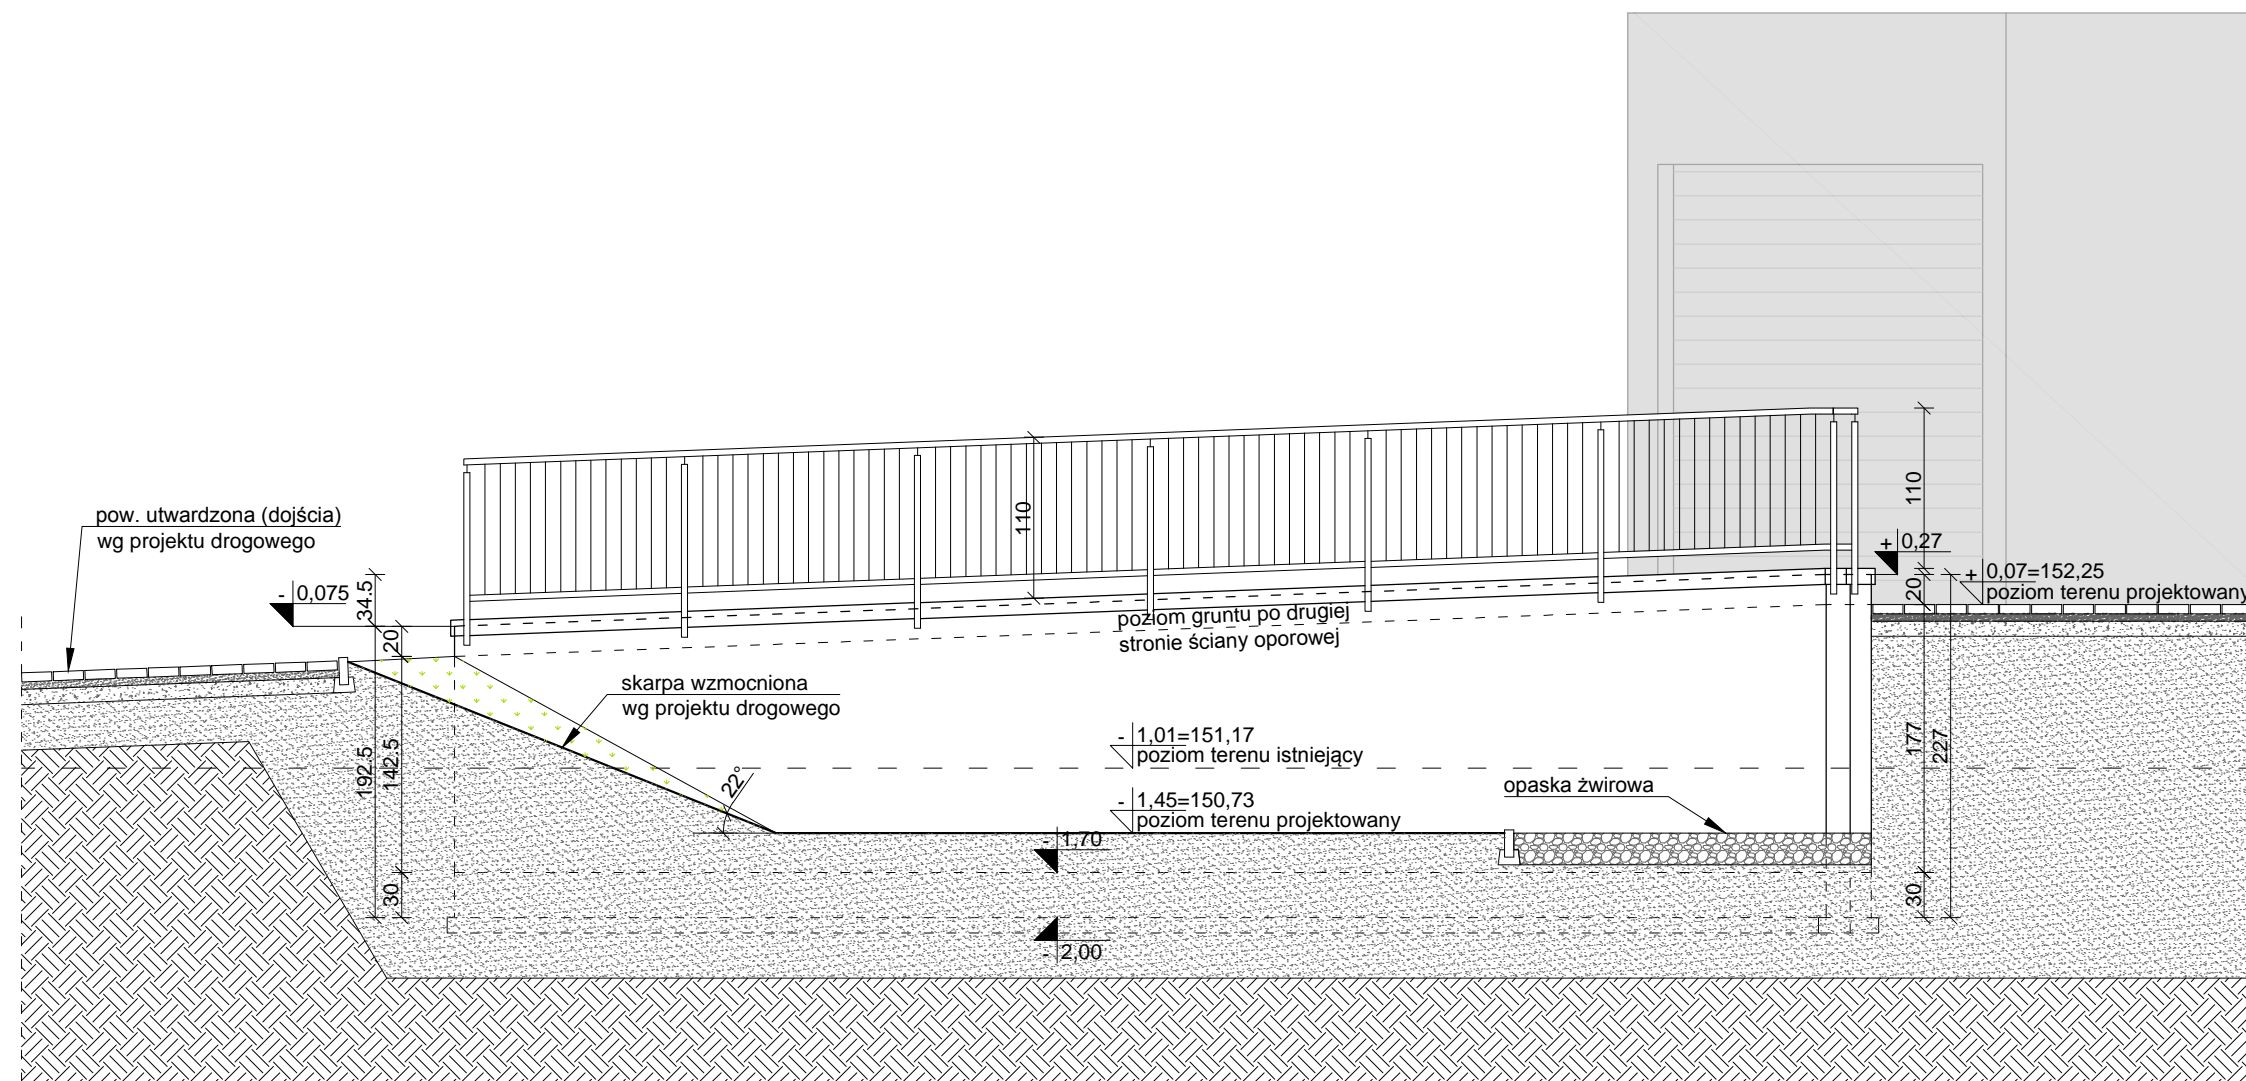 pow. utwardzona (dojścia)
wg projektu drogowego
- 0,075
34.5
20
192.5
142.5
30
skarpa wzmocniona
wg projektu drogowego
22°
110
poziom gruntu po drugiej
stronie ściany oporowej
- 1,01=151,17
poziom terenu istniejący
- 1,45=150,73
poziom terenu projektowany
- 1,70
- 2,00
opaska żwirowa
110
+ 0,27
20
+ 0,07=152,25
poziom terenu projektowany
177
227
30